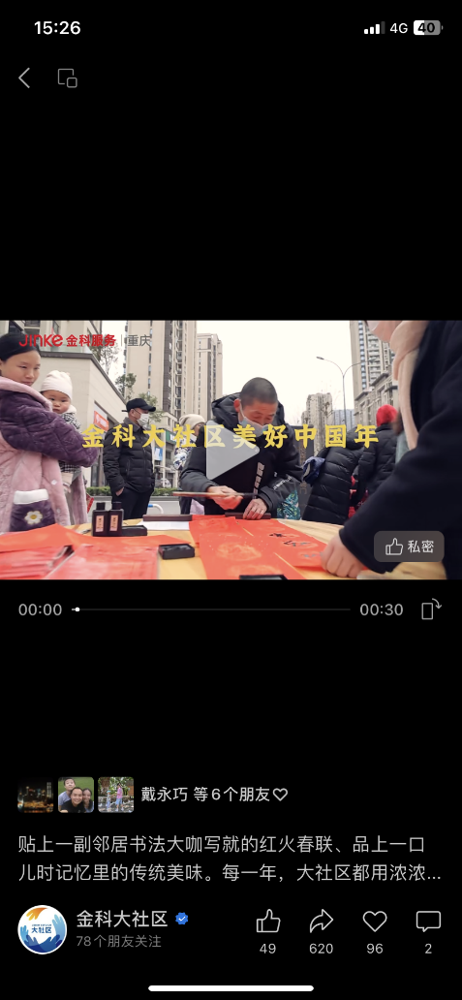 15:26
4G
40
JINKE 金科服务 | 重庆
金科大社区美好中国年
私密
00:00
00:30
戴永巧 等6个朋友♡
贴上一副邻居书法大咖写就的红火春联、品上一口
儿时记忆里的传统美味。每一年，大社区都用浓浓...
大社区
金科大社区
78个朋友关注
49
620
96
2